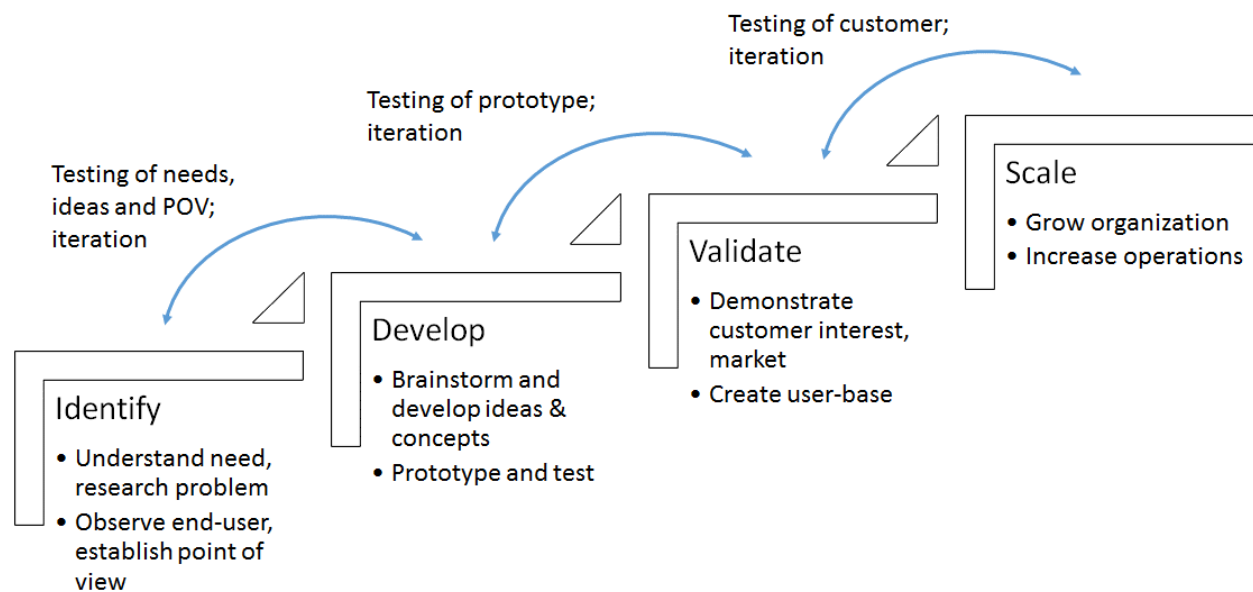 Testing of customer;
iteration
Testing of prototype;
iteration
Testing of needs,
ideas and POV;
iteration
Identify
• Understand need,
research problem
• Observe end-user,
establish point of
view
Develop
• Brainstorm and
develop ideas &
concepts
• Prototype and test
Validate
• Demonstrate
customer interest,
market
• Create user-base
Scale
• Grow organization
• Increase operations